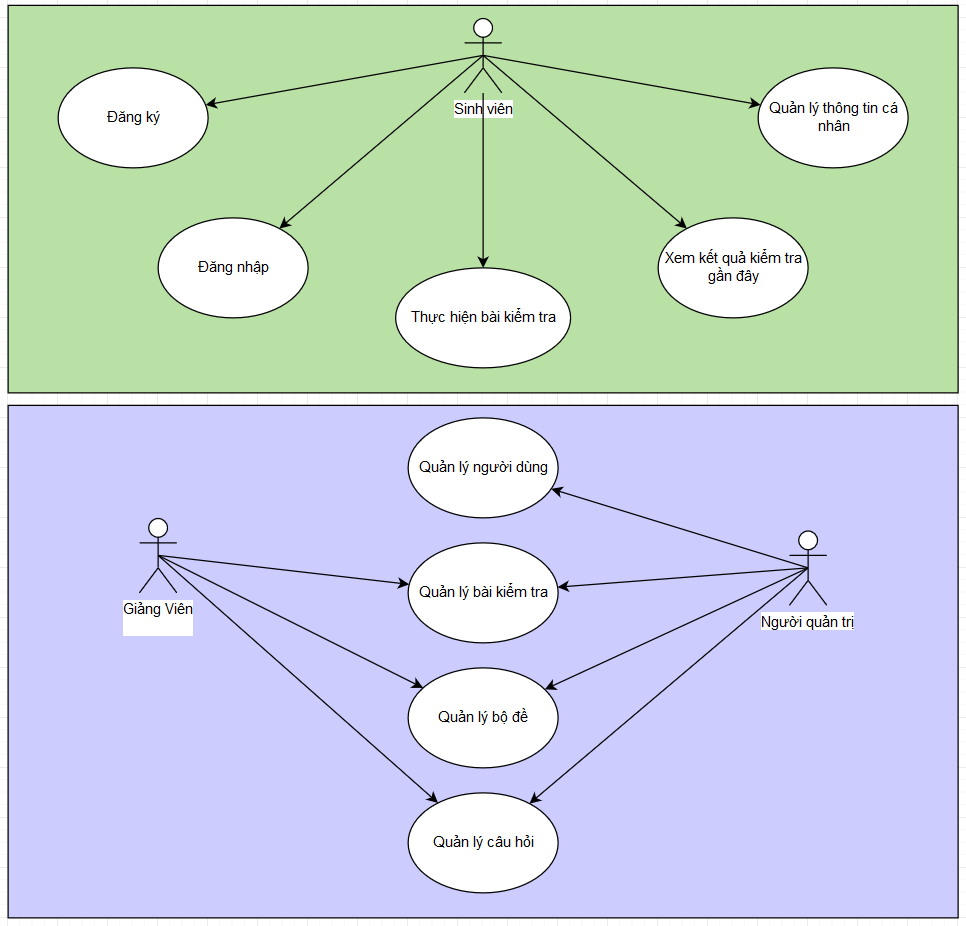 Sinh viên
Đăng ký
Quản lý thông tin cá
nhân
Đăng nhập
Xem kết quả kiểm tra
gần đây
Thực hiện bài kiểm tra
Quản lý người dùng
Giảng Viên
Quản lý bài kiểm tra
Người quản trị
Quản lý bộ đề
Quản lý câu hỏi